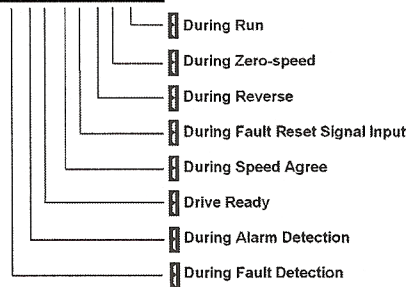 During Run
During Zero-speed
During Reverse
During Fault Reset Signal Input
During Speed Agree
Drive Ready
During Alarm Detection
During Fault Detection